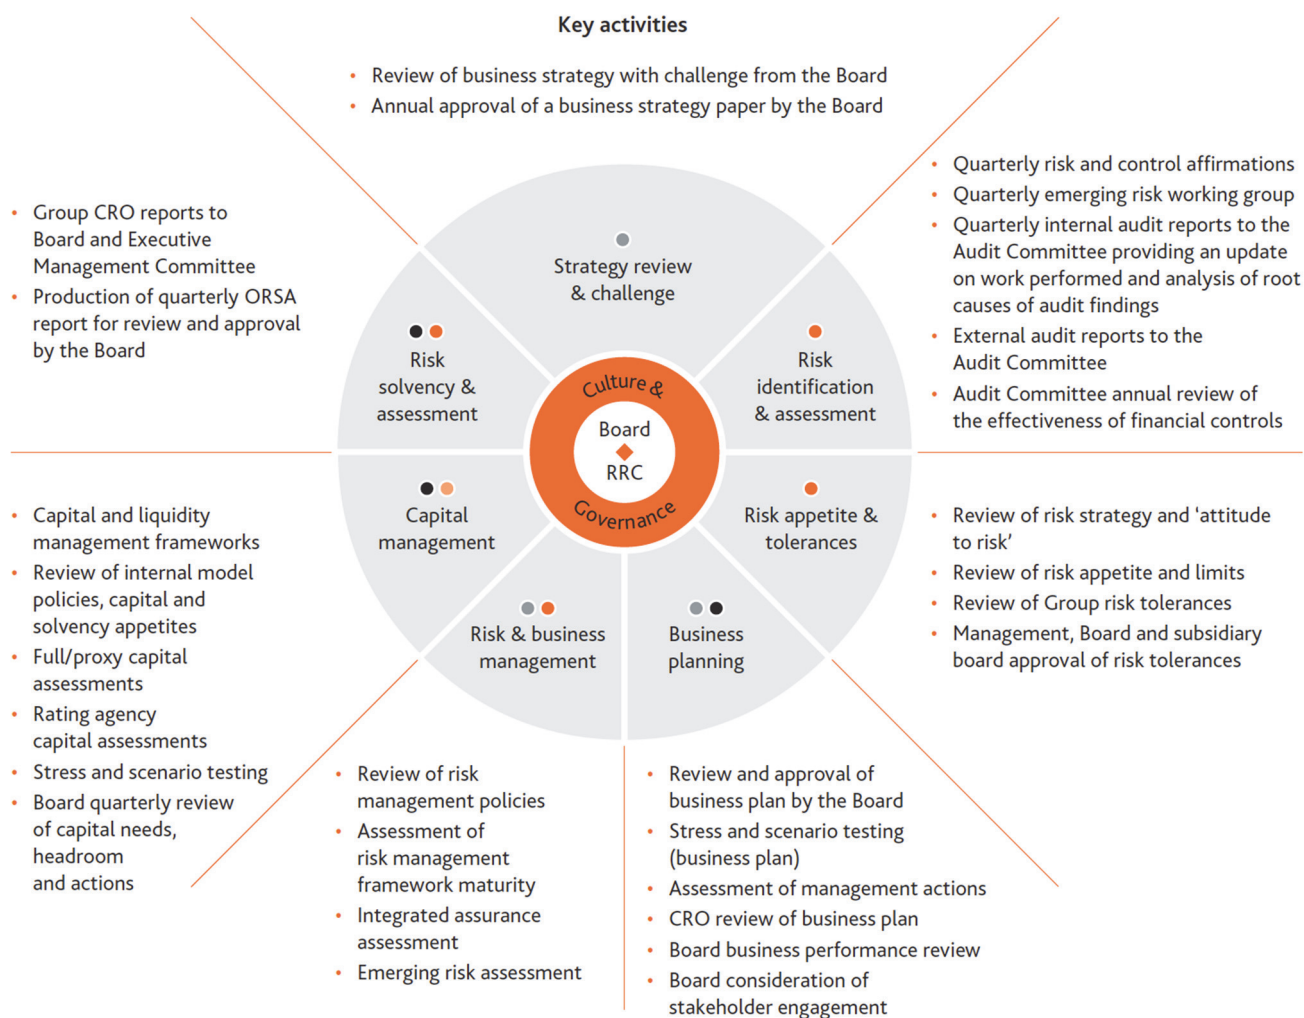 Key activities
• Review of business strategy with challenge from the Board
• Annual approval of a business strategy paper by the Board
• Quarterly risk and control affirmations
• Quarterly emerging risk working group
• Quarterly internal audit reports to the
Audit Committee providing an update
on work performed and analysis of root
causes of audit findings
• External audit reports to the
Audit Committee
• Audit Committee annual review of
the effectiveness of financial controls
• Group CRO reports to
Board and Executive
Management Committee
• Production of quarterly ORSA
report for review and approval
by the Board
Strategy review
& challenge
Risk
solvency &
assessment
Risk
identification
& assessment
Culture &
Board
RRC
Governance
Capital
management
Risk appetite &
tolerances
Risk & business
management
Business
planning
• Review of risk strategy and ‘attitude
to risk’
• Review of risk appetite and limits
• Review of Group risk tolerances
• Management, Board and subsidiary
board approval of risk tolerances
• Capital and liquidity
management frameworks
• Review of internal model
policies, capital and
solvency appetites
• Full/proxy capital
assessments
• Rating agency
capital assessments
• Stress and scenario testing
• Board quarterly review
of capital needs,
headroom
and actions
• Review of risk
management policies
• Assessment of
risk management
framework maturity
• Integrated assurance
assessment
• Emerging risk assessment
• Review and approval of
business plan by the Board
• Stress and scenario testing
(business plan)
• Assessment of management actions
• CRO review of business plan
• Board business performance review
• Board consideration of
stakeholder engagement